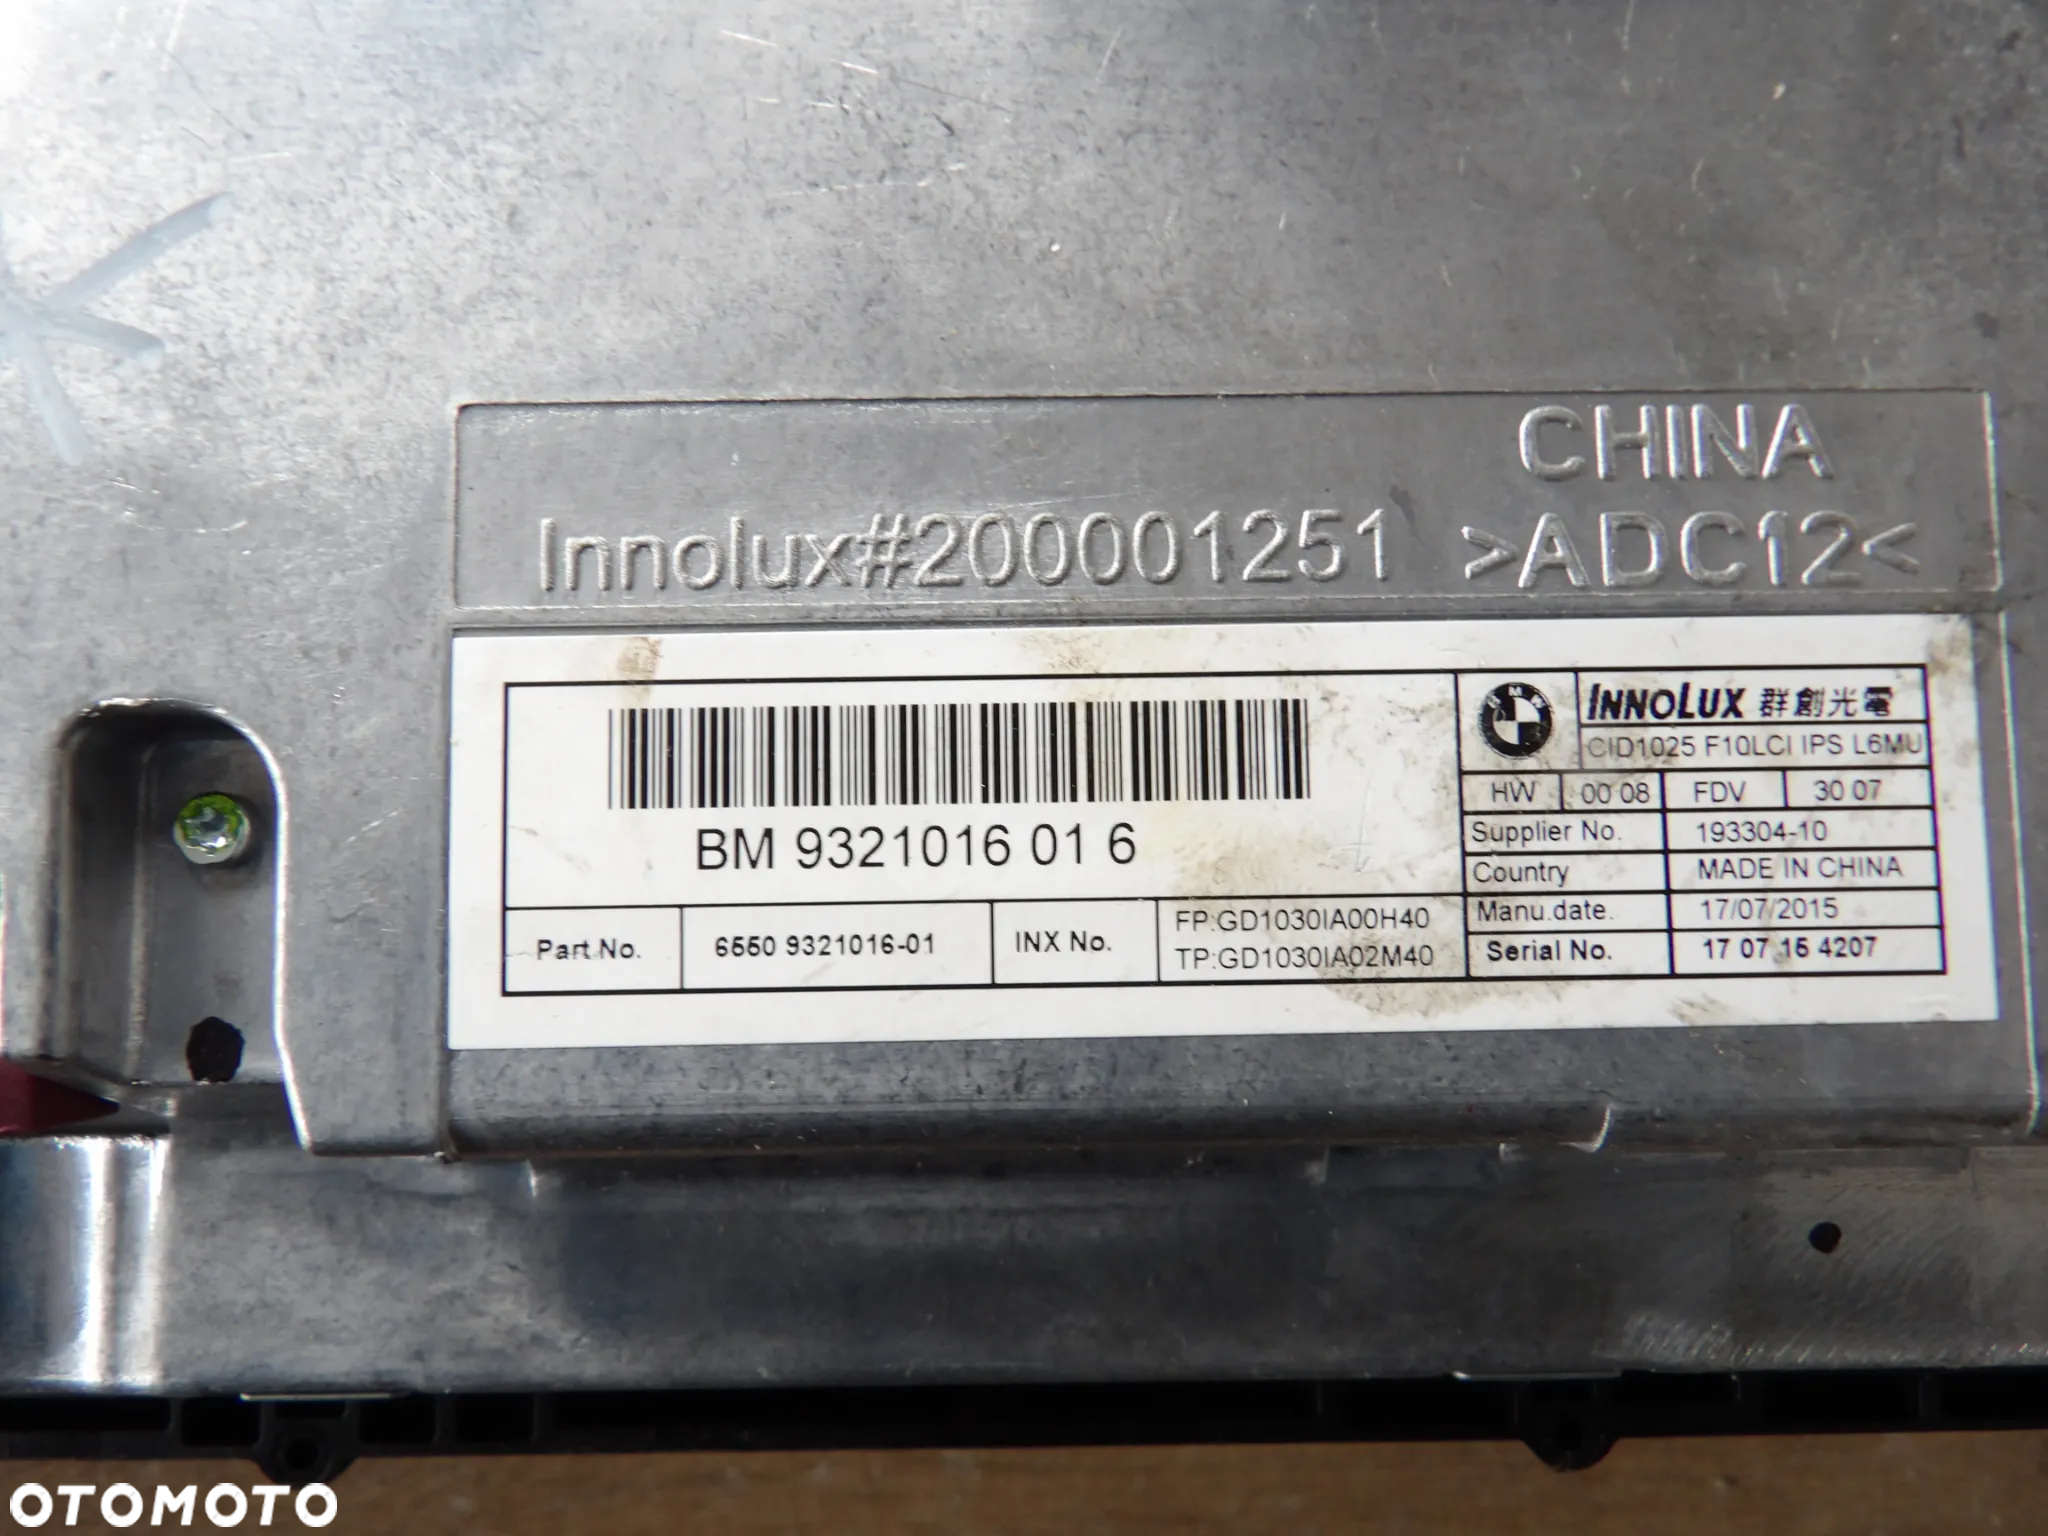 CHINA
Innolux#200001251 >ADC12<
BM 9321016 01 6
Part No. 6550 9321016-01 INX No. FP:GD1030IA00H40
TP:GD1030IA02M40
BMW
INNOLUX 群創光電
CID1025 F10LCI IPS L6MU
HW 00 08 FDV 30 07
Supplier No. 193304-10
Country MADE IN CHINA
Manu.date. 17/07/2015
Serial No. 17 07 15 4207
OTOMOTO